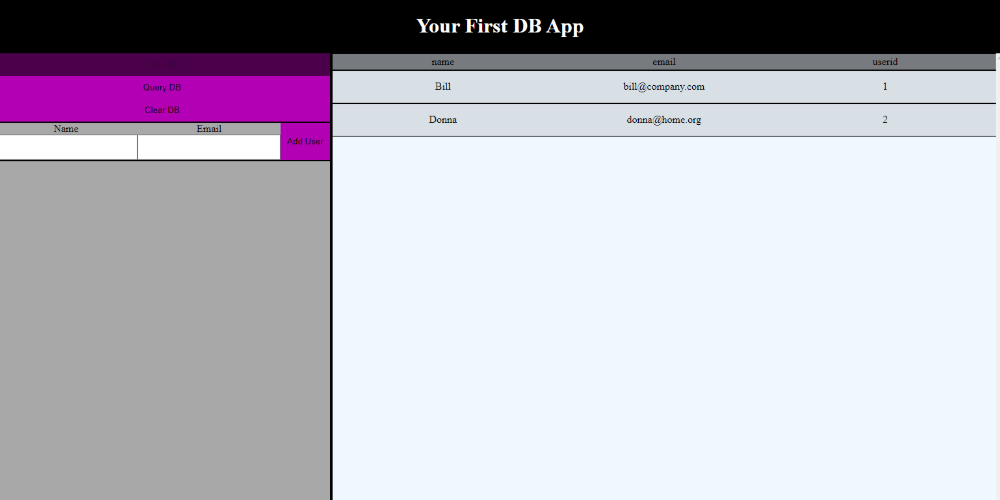 Your First DB App
Query DB
Clear DB
Name Email
Add User
name email userid
Bill bill@company.com 1
Donna donna@home.org 2